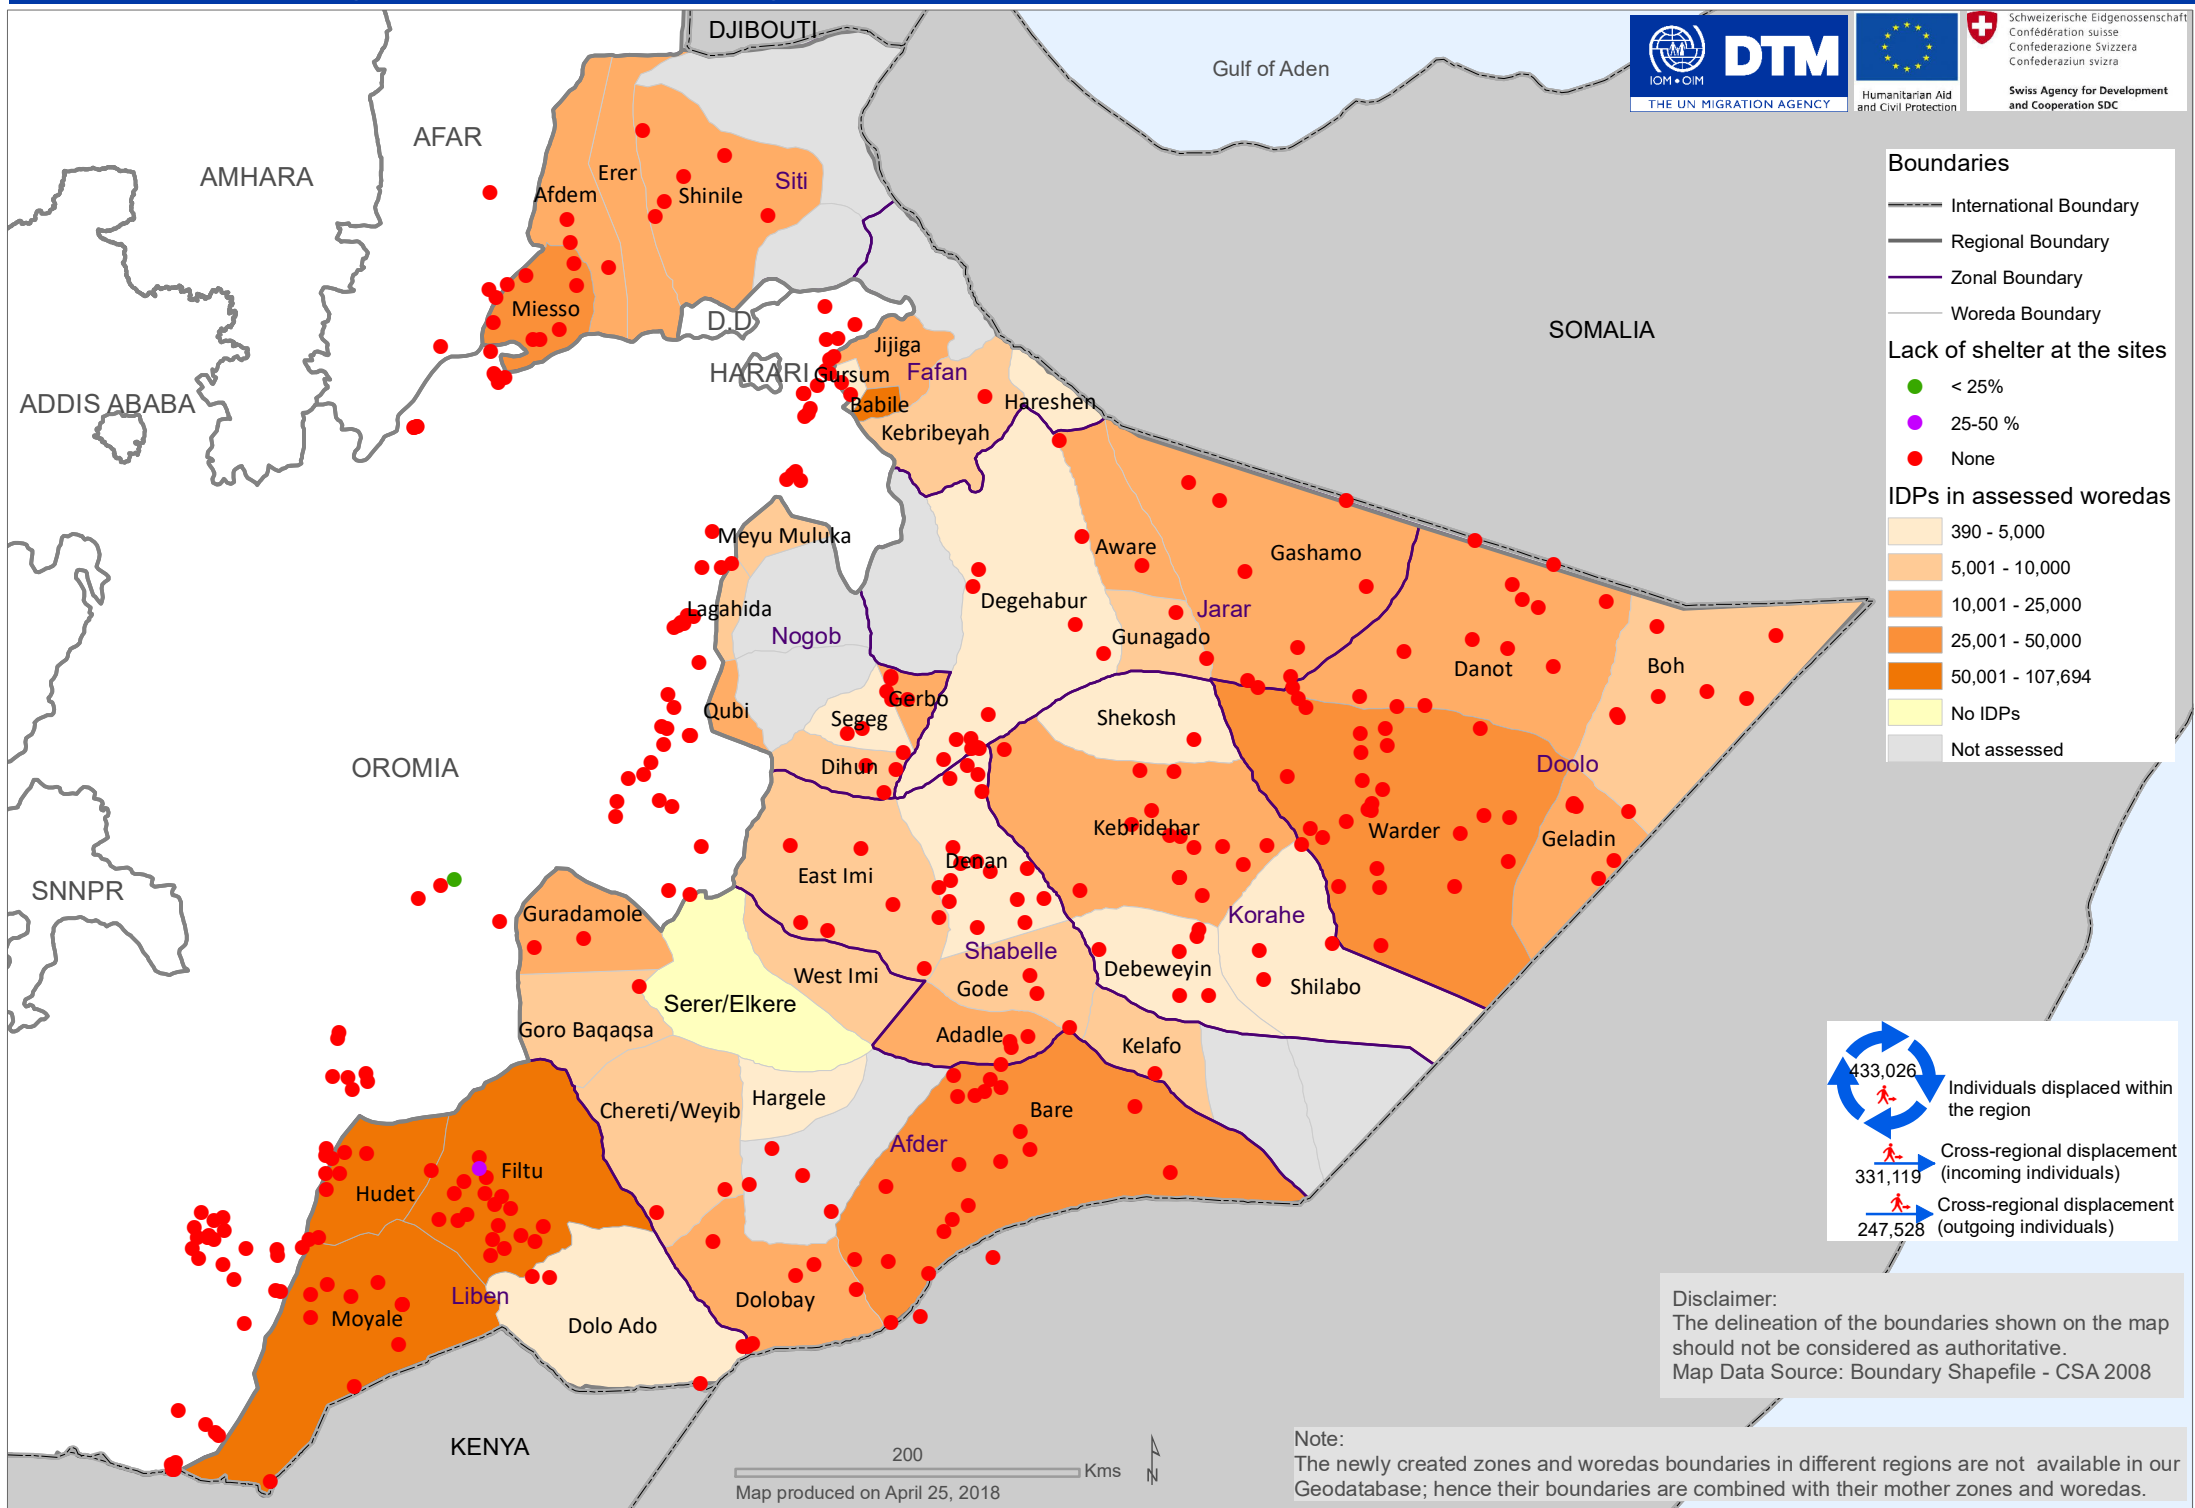 DJIBOUTI
Gulf of Aden
IOM • OIM
DTM
THE UN MIGRATION AGENCY
Humanitarian Aid
and Civil Protection
Schweizerische Eidgenossenschaft
Confédération suisse
Confederazione Svizzera
Confederaziun svizra
Swiss Agency for Development
and Cooperation SDC
AFAR
AMHARA
Erer
Afdem
Shinile
Siti
Miesso
D.D
HARARI
ADDIS ABABA
Jijiga
Gursum
Fafan
Babile
Hareshen
Kebribeyah
SOMALIA
Boundaries
International Boundary
Regional Boundary
Zonal Boundary
Woreda Boundary
Lack of shelter at the sites
< 25%
25-50 %
None
IDPs in assessed woredas
390 - 5,000
5,001 - 10,000
10,001 - 25,000
25,001 - 50,000
50,001 - 107,694
No IDPs
Not assessed
Meyu Muluka
Aware
Gashamo
Lagahida
Nogob
Degehabur
Jarar
Gunagado
Danot
Boh
Qubi
Segeg
Gerbo
Shekosh
Dihun
Doolo
OROMIA
Kebridehar
Warder
Geladin
Denan
East Imi
SNNPR
Guradamole
Korahe
Shabelle
West Imi
Gode
Debeweyin
Shilabo
Serer/Elkere
Goro Baqaqsa
Adadle
Kelafo
Hargele
Chereti/Weyib
Bare
Afder
Filtu
Hudet
Liben
Moyale
Dolo Ado
Dolobay
KENYA
433,026
Individuals displaced within
the region
Cross-regional displacement
331,119
(incoming individuals)
Cross-regional displacement
247,528
(outgoing individuals)
Disclaimer:
The delineation of the boundaries shown on the map
should not be considered as authoritative.
Map Data Source: Boundary Shapefile - CSA 2008
200
Kms
N
Map produced on April 25, 2018
Note:
The newly created zones and woredas boundaries in different regions are not available in our
Geodatabase; hence their boundaries are combined with their mother zones and woredas.